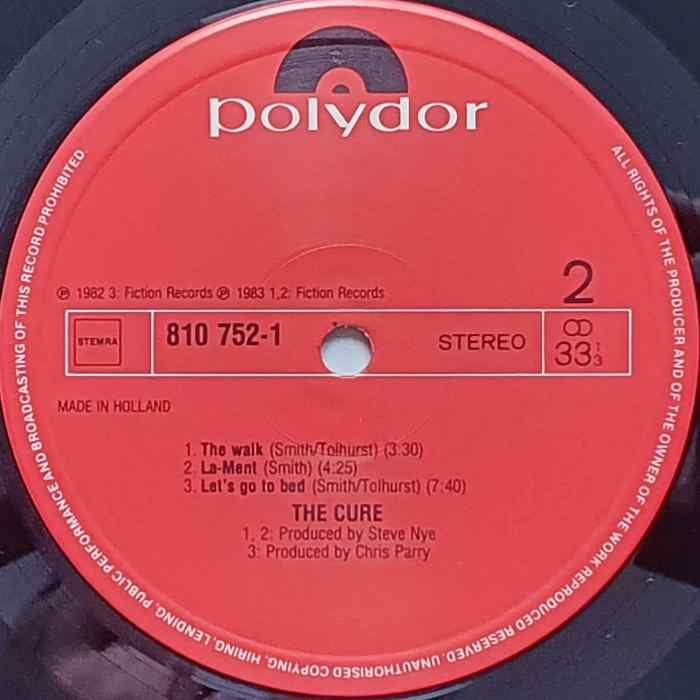 polydor
℗ 1982 3: Fiction Records ℗ 1983 1,2: Fiction Records
2
STEMRA
810 752-1
STEREO
33 1/3
MADE IN HOLLAND
1. The walk (Smith/Tolhurst) (3:30)
2. La-Ment (Smith) (4:25)
3. Let's go to bed (Smith/Tolhurst) (7:40)
THE CURE
1, 2: Produced by Steve Nye
3: Produced by Chris Parry
ALL RIGHTS OF THE PRODUCER AND OF THE OWNER OF THE WORK REPRODUCED RESERVED. UNAUTHORISED COPYING, HIRING, LENDING, PUBLIC PERFORMANCE AND BROADCASTING OF THIS RECORD PROHIBITED.